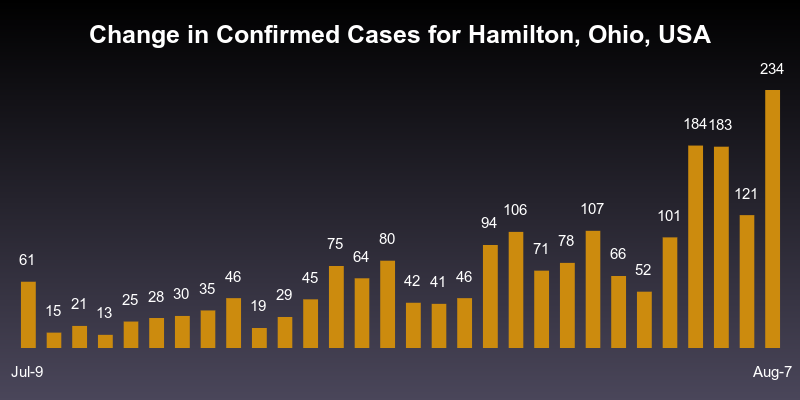 Change in Confirmed Cases for Hamilton, Ohio, USA
61 15 21 13 25 28 30 35 46 19 29 45 75 64 80 42 41 46 94 106 71 78 107 66 52 101 184 183 121 234
Jul-9 Aug-7